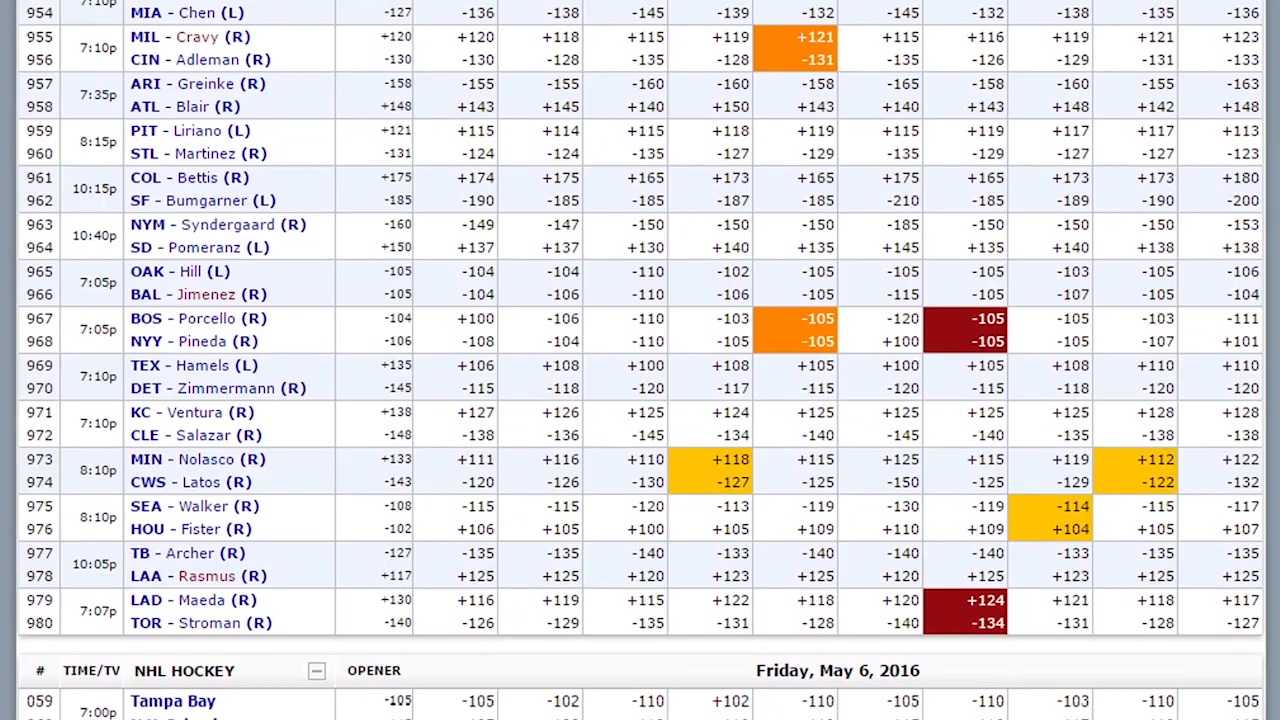 954 7:10p MIA - Chen (L) -127 -136 -138 -145 -139 -132 -145 -132 -138 -135 -136
955 MIL - Cravy (R) +120 +120 +118 +115 +119 +121 +115 +116 +119 +121 +123
7:10p
956 CIN - Adleman (R) -130 -130 -128 -135 -128 -131 -135 -126 -129 -131 -133
957 ARI - Greinke (R) -158 -155 -155 -160 -160 -158 -165 -158 -160 -155 -163
7:35p
958 ATL - Blair (R) +148 +143 +145 +140 +150 +143 +140 +143 +148 +142 +148
959 PIT - Liriano (L) +121 +115 +114 +115 +118 +119 +115 +119 +117 +117 +113
8:15p
960 STL - Martinez (R) -131 -124 -124 -135 -127 -129 -135 -129 -127 -127 -123
961 COL - Bettis (R) +175 +174 +175 +165 +173 +165 +175 +165 +173 +173 +180
10:15p
962 SF - Bumgarner (L) -185 -190 -185 -185 -187 -185 -210 -185 -189 -190 -200
963 NYM - Syndergaard (R) -160 -149 -147 -150 -150 -150 -185 -150 -150 -150 -153
10:40p
964 SD - Pomeranz (L) +150 +137 +137 +130 +140 +135 +145 +135 +140 +138 +138
965 OAK - Hill (L) -105 -104 -104 -110 -102 -105 -105 -105 -103 -105 -106
7:05p
966 BAL - Jimenez (R) -105 -104 -106 -110 -106 -105 -115 -105 -107 -105 -104
967 BOS - Porcello (R) -104 +100 -106 -110 -103 -105 -120 -105 -105 -103 -111
7:05p
968 NYY - Pineda (R) -106 -108 -104 -110 -105 -105 +100 -105 -105 -107 +101
969 TEX - Hamels (L) +135 +106 +108 +100 +108 +105 +100 +105 +108 +110 +110
7:10p
970 DET - Zimmermann (R) -145 -115 -118 -120 -117 -115 -120 -115 -118 -120 -120
971 KC - Ventura (R) +138 +127 +126 +125 +124 +125 +125 +125 +125 +128 +128
7:10p
972 CLE - Salazar (R) -148 -138 -136 -145 -134 -140 -145 -140 -135 -138 -138
973 MIN - Nolasco (R) +133 +111 +116 +110 +118 +115 +125 +115 +119 +112 +122
8:10p
974 CWS - Latos (R) -143 -120 -126 -130 -127 -125 -150 -125 -129 -122 -132
975 SEA - Walker (R) -108 -115 -115 -120 -113 -119 -130 -119 -114 -115 -117
8:10p
976 HOU - Fister (R) -102 +106 +105 +100 +105 +109 +110 +109 +104 +105 +107
977 TB - Archer (R) -127 -135 -135 -140 -133 -140 -140 -140 -133 -135 -135
10:05p
978 LAA - Rasmus (R) +117 +125 +125 +120 +123 +125 +120 +125 +123 +125 +125
979 LAD - Maeda (R) +130 +116 +119 +115 +122 +118 +120 +124 +121 +118 +117
7:07p
980 TOR - Stroman (R) -140 -126 -129 -135 -131 -128 -140 -134 -131 -128 -127
# TIME/TV NHL HOCKEY OPENER Friday, May 6, 2016
059 Tampa Bay -105 -105 -102 -110 +102 -110 -105 -110 -103 -110 -105
7:00p